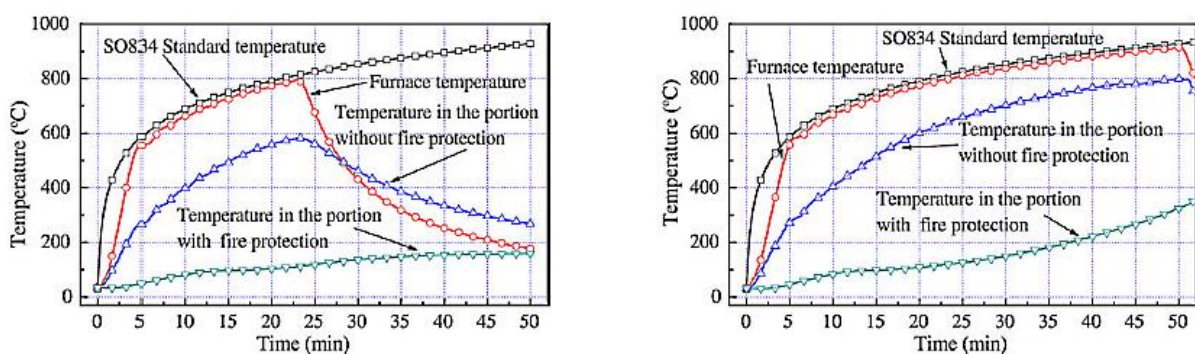 1000
800
600
400
200
0
Temperature (°C)
SO834 Standard temperature
Furnace temperature
Temperature in the portion
without fire protection
Temperature in the portion
with fire protection
0 5 10 15 20 25 30 35 40 45 50
Time (min)
1000
800
600
400
200
0
Temperature (°C)
SO834 Standard temperature
Furnace temperature
Temperature in the portion
without fire protection
Temperature in the portion
with fire protection
0 5 10 15 20 25 30 35 40 45 50
Time (min)